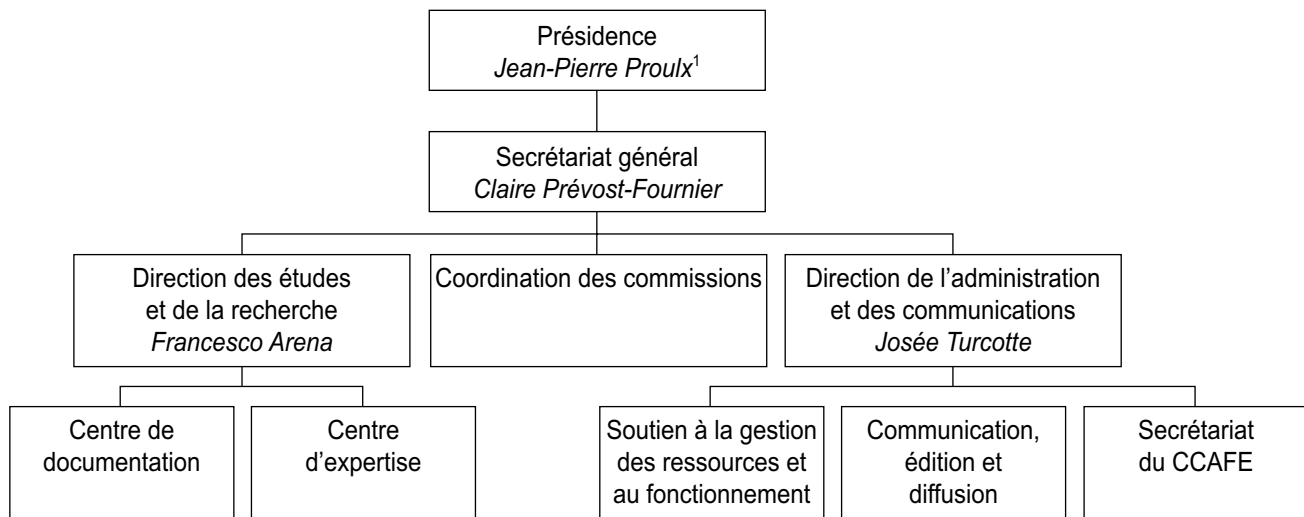 Présidence
Jean-Pierre Proulx¹
Secrétariat général
Claire Prévost-Fournier
Direction des études
et de la recherche
Francesco Arena
Coordination des commissions
Direction de l’administration
et des communications
Josée Turcotte
Centre de
documentation
Centre
d’expertise
Soutien à la gestion
des ressources et
au fonctionnement
Communication,
édition et
diffusion
Secrétariat
du CCAFE